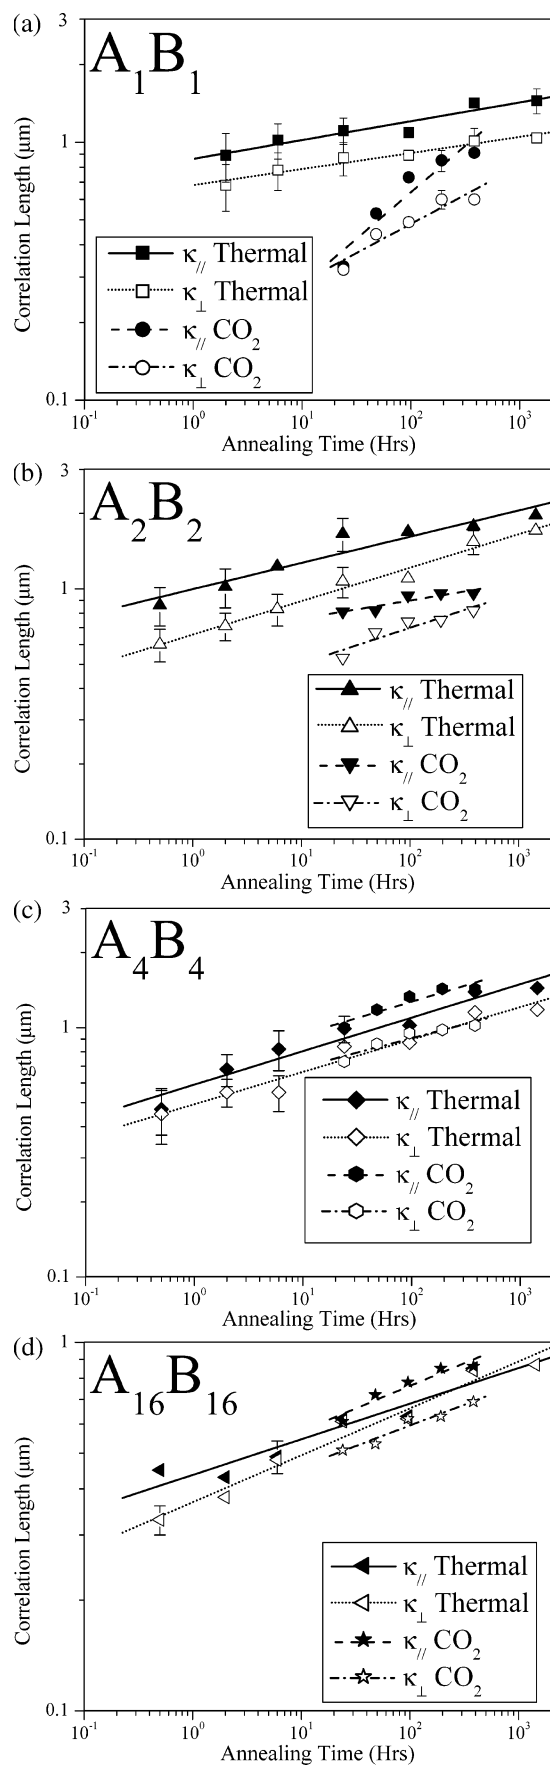 (a)
3
A₁B₁
1
Correlation Length (μm)
κ// Thermal
κ⊥ Thermal
κ// CO₂
κ⊥ CO₂
0.1
10⁻¹ 10⁰ 10¹ 10² 10³
Annealing Time (Hrs)
(b)
3
A₂B₂
1
Correlation Length (μm)
κ// Thermal
κ⊥ Thermal
κ// CO₂
κ⊥ CO₂
0.1
10⁻¹ 10⁰ 10¹ 10² 10³
Annealing Time (Hrs)
(c)
3
A₄B₄
1
Correlation Length (μm)
κ// Thermal
κ⊥ Thermal
κ// CO₂
κ⊥ CO₂
0.1
10⁻¹ 10⁰ 10¹ 10² 10³
Annealing Time (Hrs)
(d)
1
A₁₆B₁₆
Correlation Length (μm)
κ// Thermal
κ⊥ Thermal
κ// CO₂
κ⊥ CO₂
0.1
10⁻¹ 10⁰ 10¹ 10² 10³
Annealing Time (Hrs)